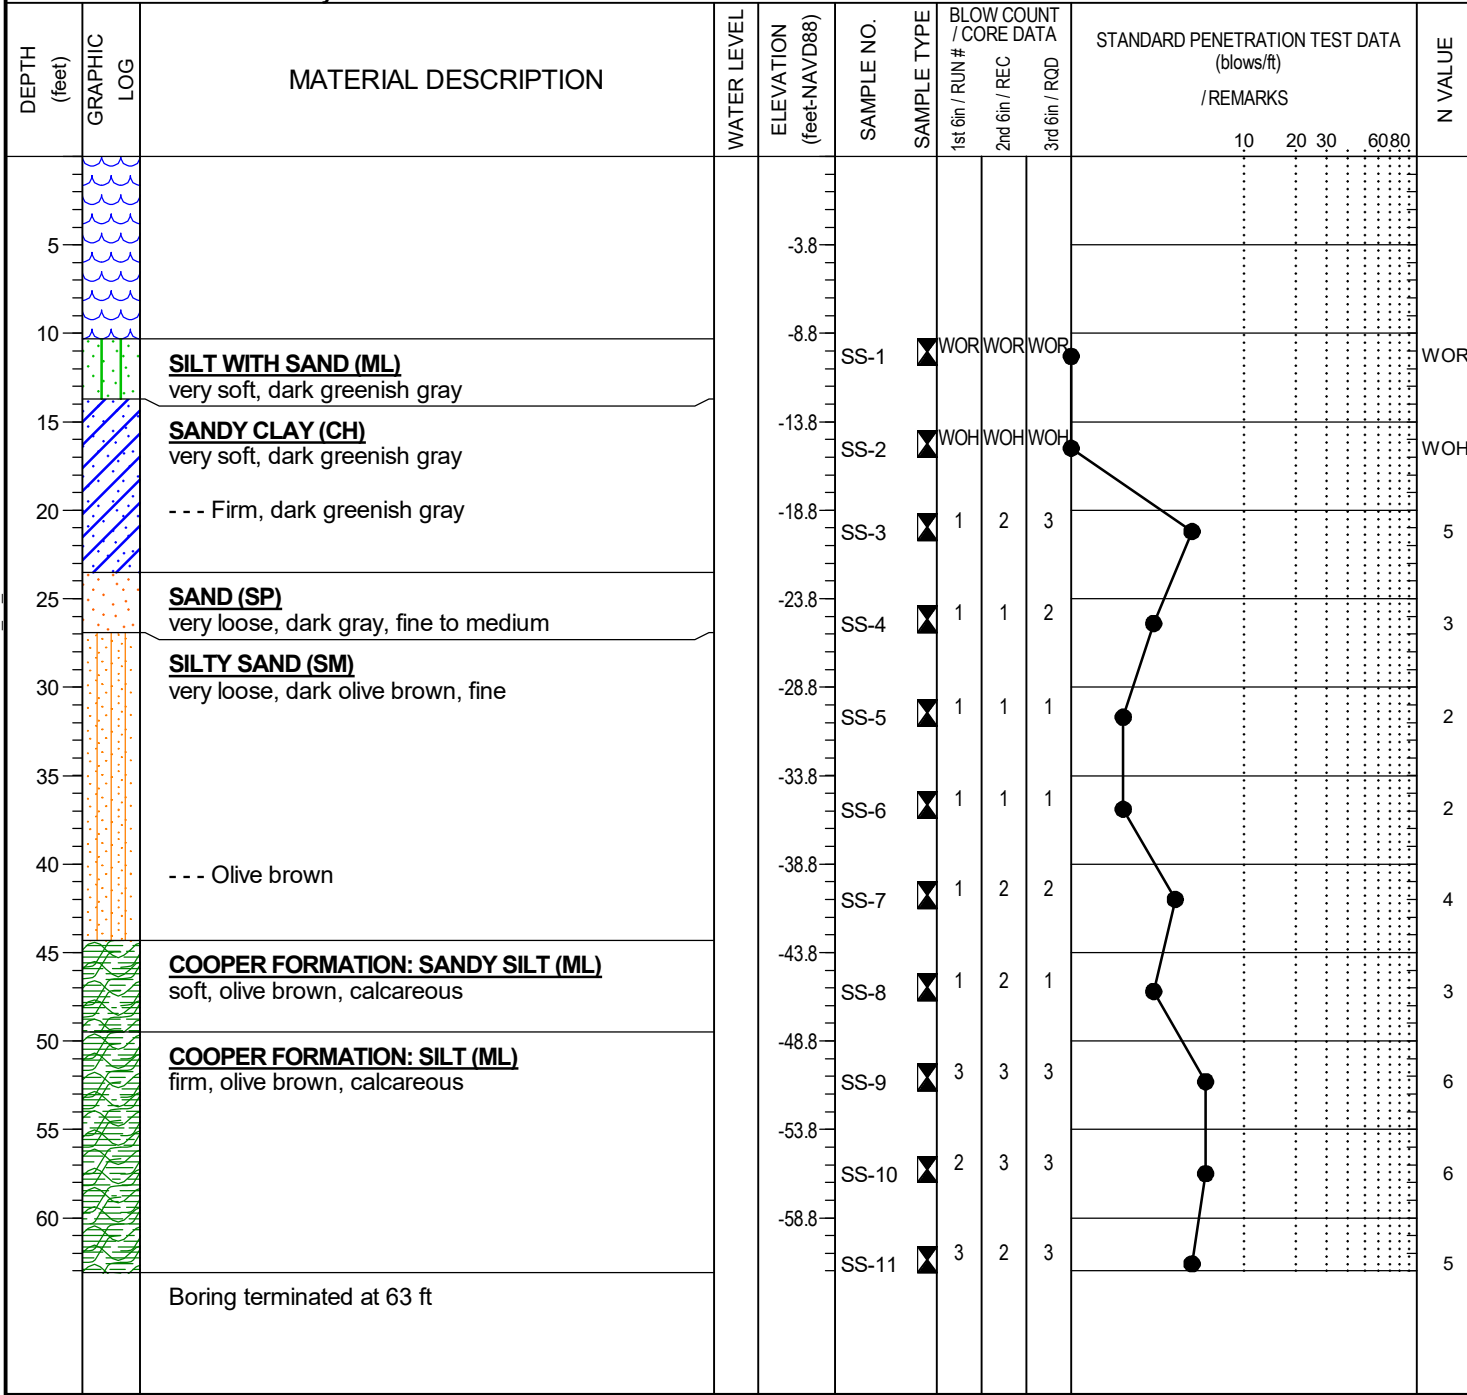 DEPTH
(feet)
GRAPHIC
LOG
MATERIAL DESCRIPTION
WATER LEVEL
ELEVATION
(feet-NAVD88)
SAMPLE NO.
SAMPLE TYPE
BLOW COUNT
/ CORE DATA
1st 6in / RUN #
2nd 6in / REC
3rd 6in / RQD
STANDARD PENETRATION TEST DATA
(blows/ft)
/ REMARKS
10 20 30 60 80
N VALUE
5 -3.8
10 -8.8
SILT WITH SAND (ML)
very soft, dark greenish gray
SS-1 WOR WOR WOR WOR
15 -13.8
SANDY CLAY (CH)
very soft, dark greenish gray
SS-2 WOH WOH WOH WOH
20 - - - Firm, dark greenish gray -18.8
SS-3 1 2 3 5
25 -23.8
SAND (SP)
very loose, dark gray, fine to medium
SS-4 1 1 2 3
SILTY SAND (SM)
very loose, dark olive brown, fine
30 -28.8
SS-5 1 1 1 2
35 -33.8
SS-6 1 1 1 2
40 -38.8
- - - Olive brown
SS-7 1 2 2 4
45 -43.8
COOPER FORMATION: SANDY SILT (ML)
soft, olive brown, calcareous
SS-8 1 2 1 3
50 -48.8
COOPER FORMATION: SILT (ML)
firm, olive brown, calcareous
SS-9 3 3 3 6
55 -53.8
SS-10 2 3 3 6
60 -58.8
SS-11 3 2 3 5
Boring terminated at 63 ft